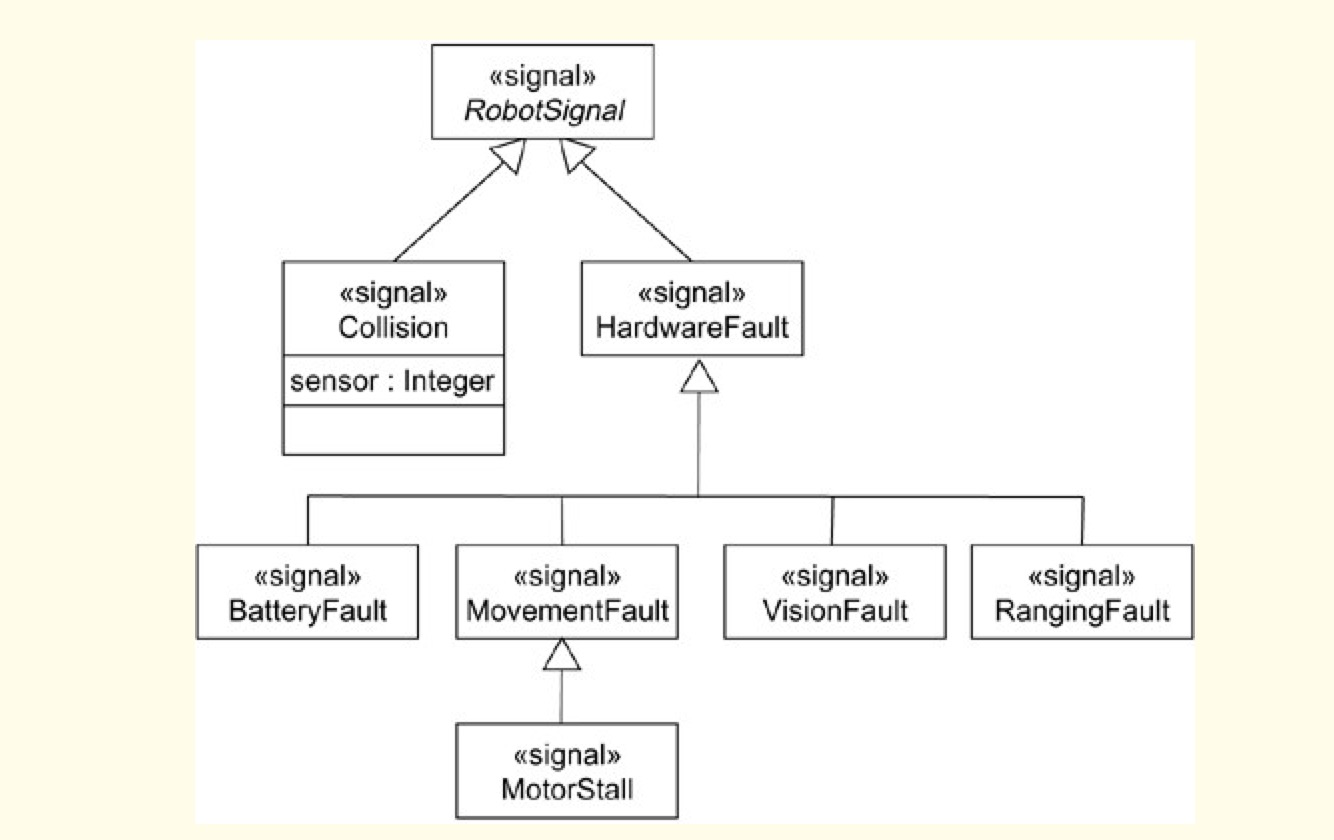 «signal»
RobotSignal
«signal»
Collision
sensor : Integer
«signal»
HardwareFault
«signal»
BatteryFault
«signal»
MovementFault
«signal»
VisionFault
«signal»
RangingFault
«signal»
MotorStall